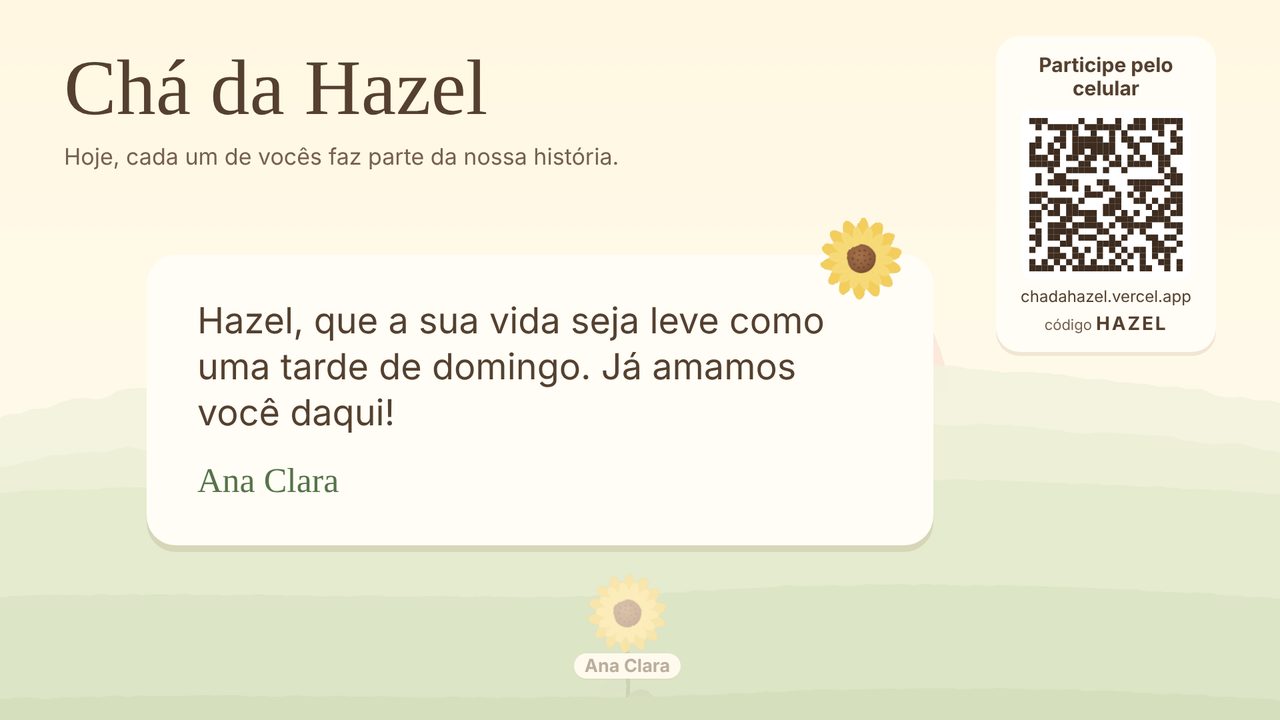 Chá da Hazel
Hoje, cada um de vocês faz parte da nossa história.
Participe pelo
celular
chadahazel.vercel.app
código HAZEL
Hazel, que a sua vida seja leve como
uma tarde de domingo. Já amamos
você daqui!
Ana Clara
Ana Clara